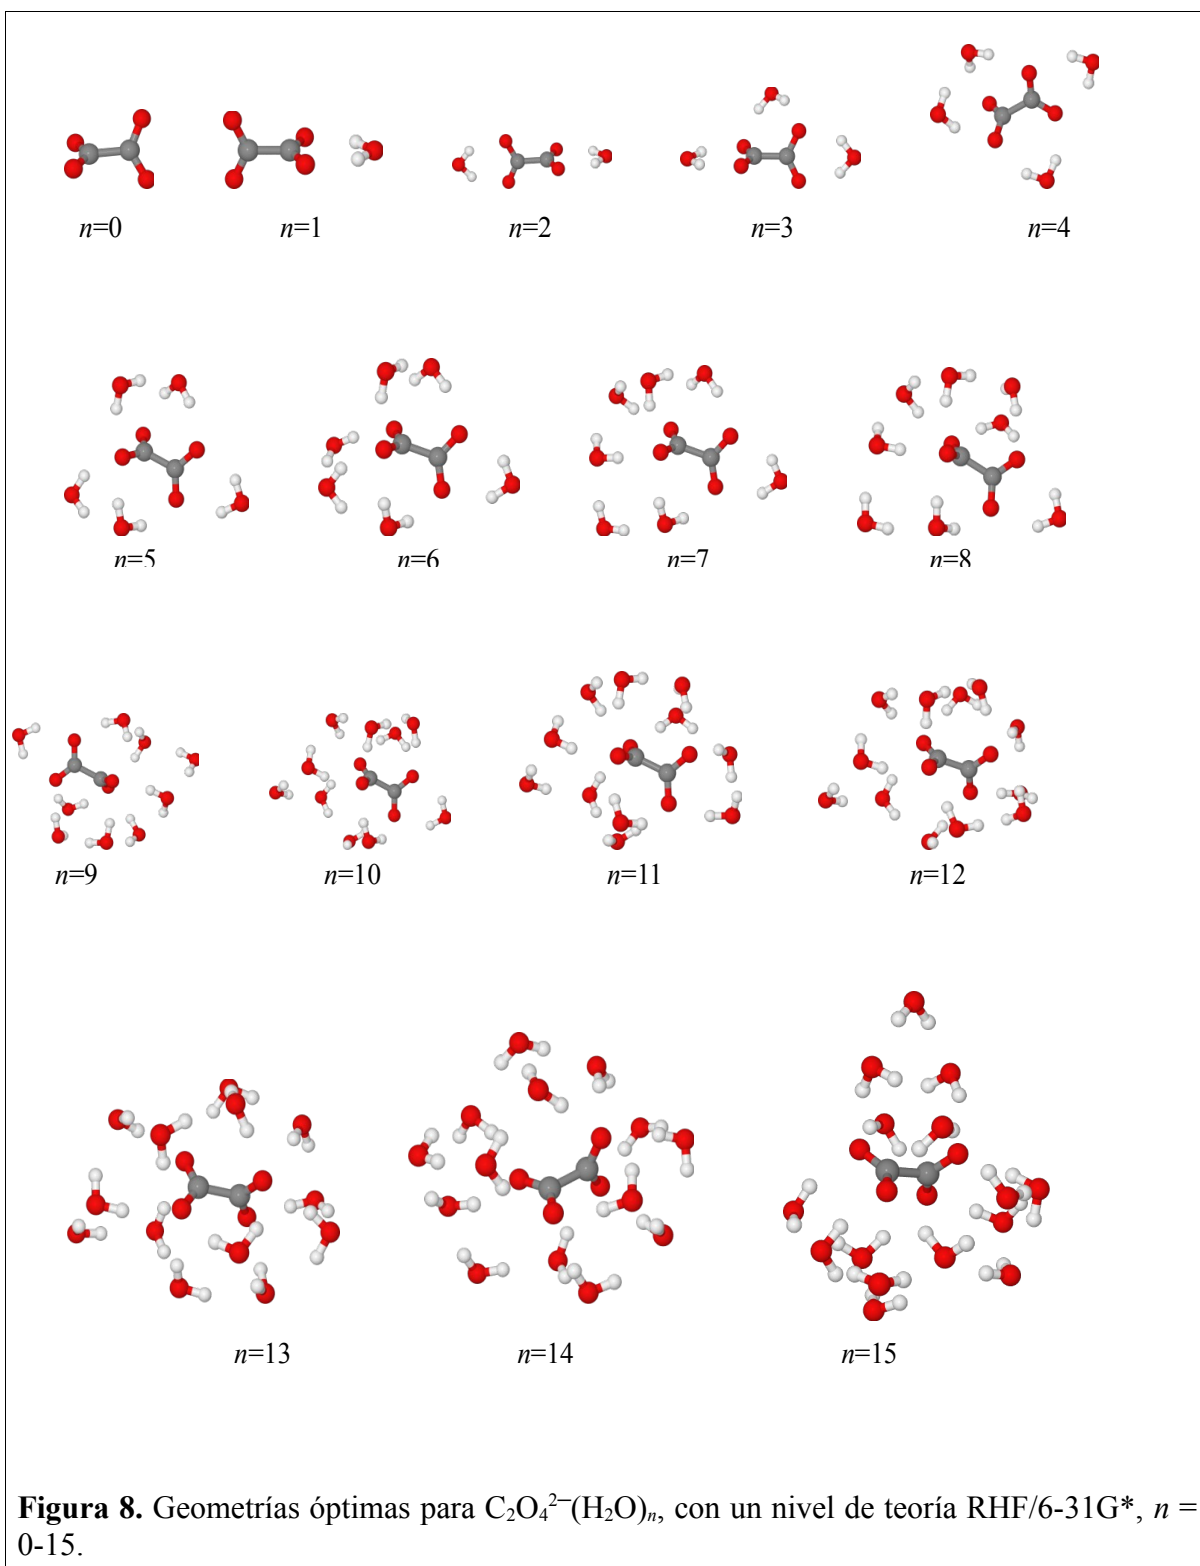 n=0 n=1 n=2 n=3 n=4
n=5 n=6 n=7 n=8
n=9 n=10 n=11 n=12
n=13 n=14 n=15
Figura 8. Geometrías óptimas para C₂O₄²⁻(H₂O)ₙ, con un nivel de teoría RHF/6-31G*, n =
0-15.